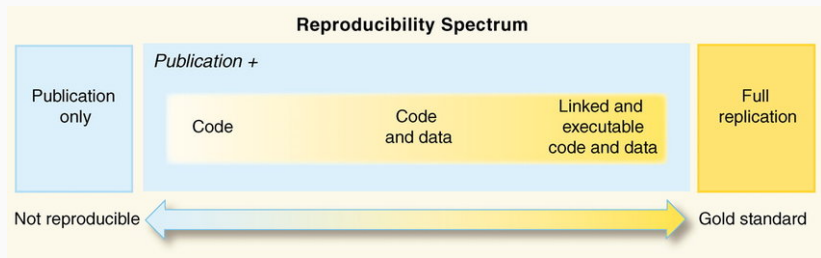 Reproducibility Spectrum
Publication +
Publication
only
Code
Code
and data
Linked and
executable
code and data
Full
replication
Not reproducible
Gold standard